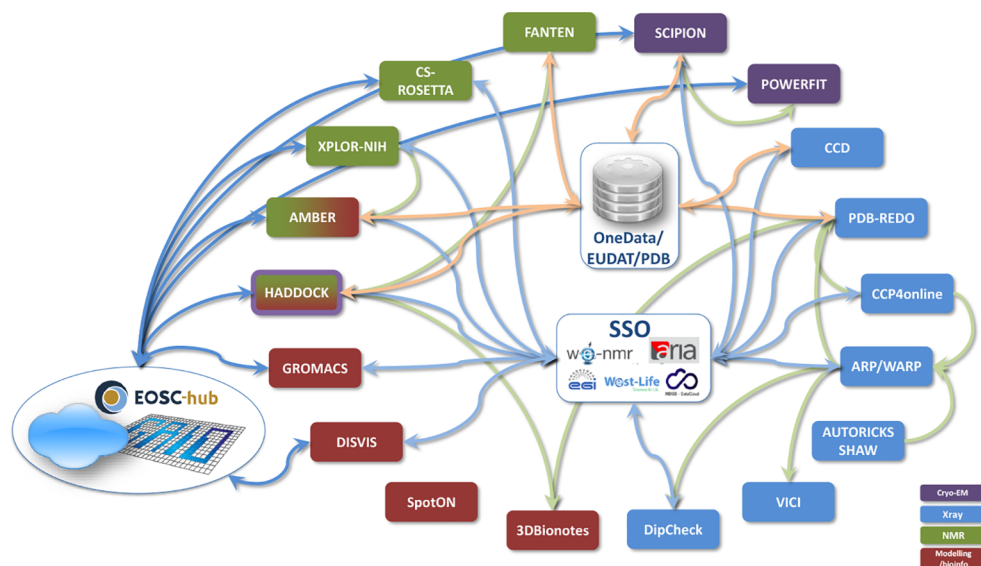 FANTEN
SCIPION
CS-
ROSETTA
POWERFIT
XPLOR-NIH
CCD
AMBER
PDB-REDO
OneData/
EUDAT/PDB
HADDOCK
CCP4online
SSO
we-nmr
aria
GROMACS
ARP/WARP
egi
West-Life
EOSC-hub
GRID
DISVIS
AUTORICKS
SHAW
SpotON
3DBionotes
DipCheck
VICI
Cryo-EM
Xray
NMR
Modelling
/bioinfo